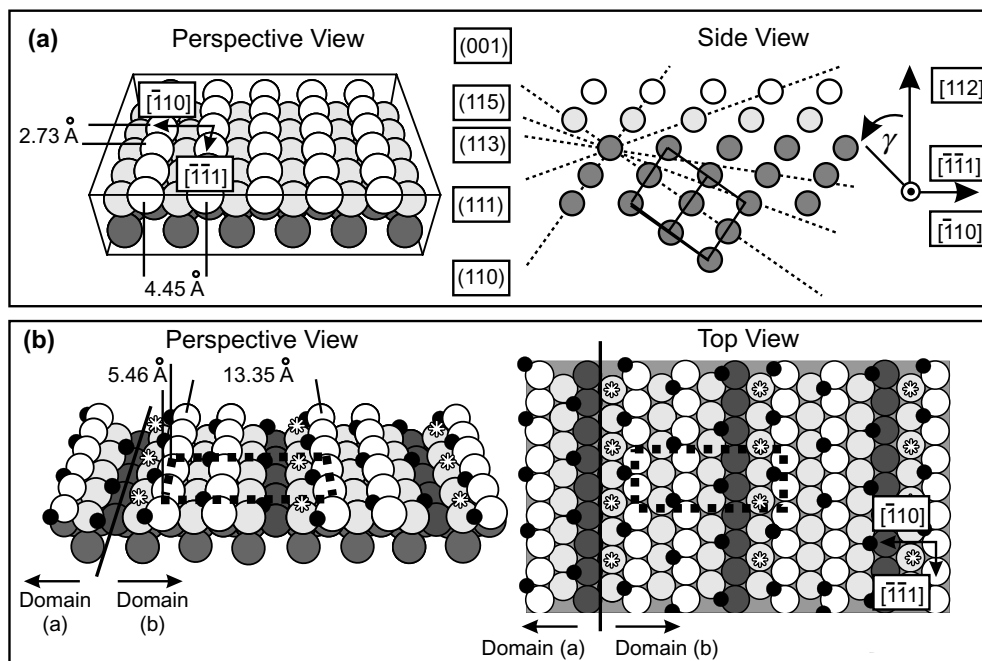 (a)
Perspective View
[1̄10]
2.73 Å
[1̄1̄1]
4.45 Å
(001)
(115)
(113)
(111)
(110)
Side View
[112]
γ
[1̄1̄1]
[1̄10]
(b)
Perspective View
5.46 Å
13.35 Å
Domain
(a)
Domain
(b)
Top View
[1̄10]
[1̄1̄1]
Domain (a)
Domain (b)